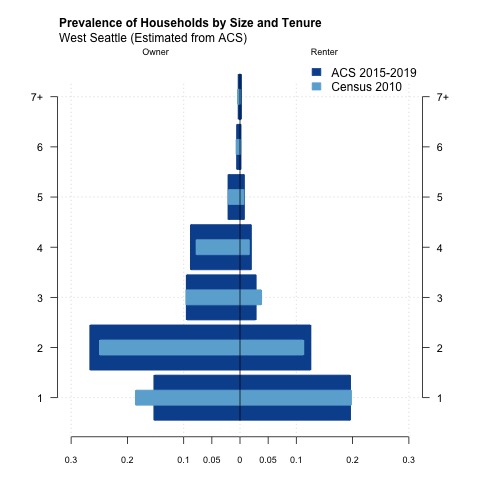 Prevalence of Households by Size and Tenure
West Seattle (Estimated from ACS)
Owner Renter
ACS 2015-2019
Census 2010
7+ 7+
6 6
5 5
4 4
3 3
2 2
1 1
0.3 0.2 0.1 0.05 0 0.05 0.1 0.2 0.3